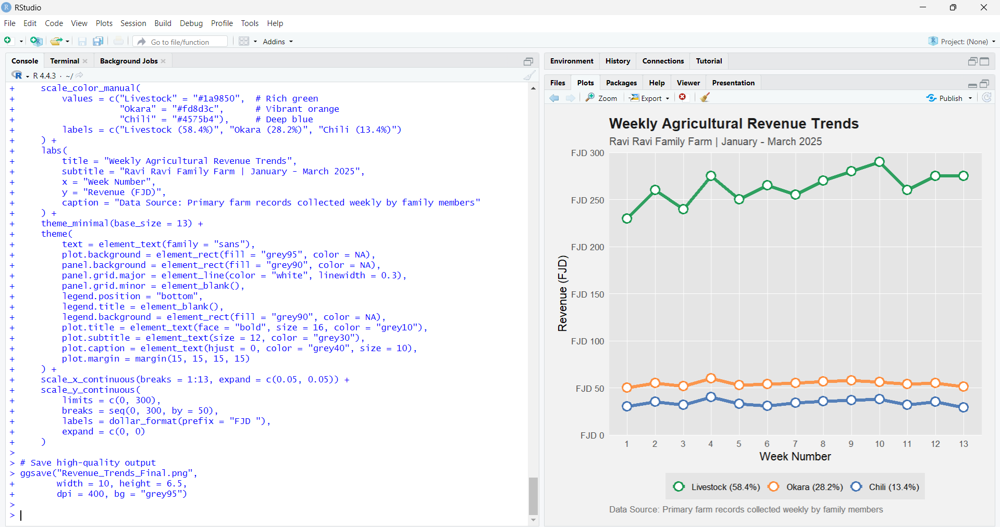 RStudio
File Edit Code View Plots Session Build Debug Profile Tools Help
Go to file/function Addins Project: (None)
Console Terminal Background Jobs
R 4.4.3 · ~/
+     scale_color_manual(
+         values = c("Livestock" = "#1a9850",  # Rich green
+                    "Okara" = "#fd8d3c",      # Vibrant orange
+                    "Chili" = "#4575b4"),     # Deep blue
+         labels = c("Livestock (58.4%)", "Okara (28.2%)", "Chili (13.4%)")
+     ) +
+     labs(
+         title = "Weekly Agricultural Revenue Trends",
+         subtitle = "Ravi Ravi Family Farm | January - March 2025",
+         x = "Week Number",
+         y = "Revenue (FJD)",
+         caption = "Data Source: Primary farm records collected weekly by family members"
+     ) +
+     theme_minimal(base_size = 13) +
+     theme(
+         text = element_text(family = "sans"),
+         plot.background = element_rect(fill = "grey95", color = NA),
+         panel.background = element_rect(fill = "grey90", color = NA),
+         panel.grid.major = element_line(color = "white", linewidth = 0.3),
+         panel.grid.minor = element_blank(),
+         legend.position = "bottom",
+         legend.title = element_blank(),
+         legend.background = element_rect(fill = "grey90", color = NA),
+         plot.title = element_text(face = "bold", size = 16, color = "grey10"),
+         plot.subtitle = element_text(size = 12, color = "grey30"),
+         plot.caption = element_text(hjust = 0, color = "grey40", size = 10),
+         plot.margin = margin(15, 15, 15, 15)
+     ) +
+     scale_x_continuous(breaks = 1:13, expand = c(0.05, 0.05)) +
+     scale_y_continuous(
+         limits = c(0, 300),
+         breaks = seq(0, 300, by = 50),
+         labels = dollar_format(prefix = "FJD "),
+         expand = c(0, 0)
+     )
>
> # Save high-quality output
> ggsave("Revenue_Trends_Final.png",
+        width = 10, height = 6.5,
+        dpi = 400, bg = "grey95")
>
>
Environment History Connections Tutorial
Files Plots Packages Help Viewer Presentation
Zoom Export Publish
Weekly Agricultural Revenue Trends
Ravi Ravi Family Farm | January - March 2025
FJD 300
FJD 250
FJD 200
FJD 150
FJD 100
FJD 50
FJD 0
Revenue (FJD)
1 2 3 4 5 6 7 8 9 10 11 12 13
Week Number
Livestock (58.4%) Okara (28.2%) Chili (13.4%)
Data Source: Primary farm records collected weekly by family members